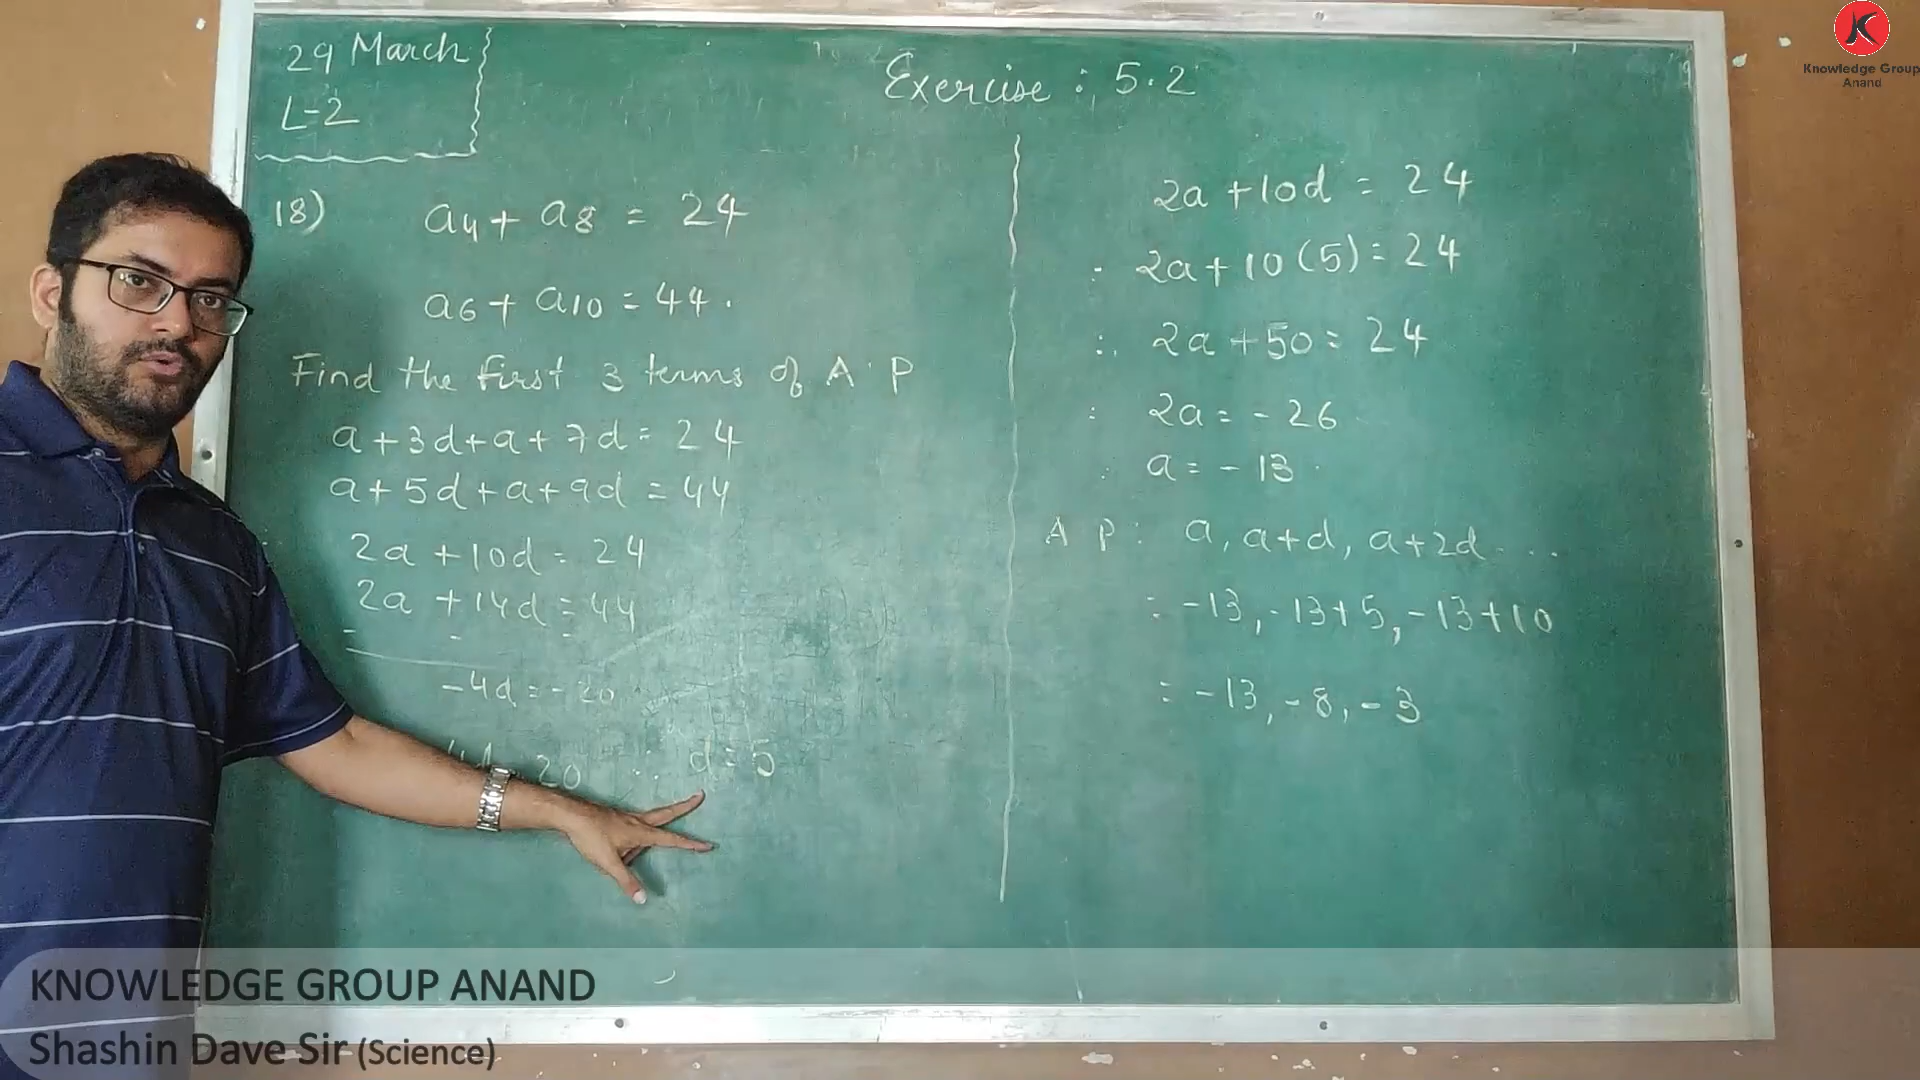 29 March
L-2
Exercise : 5.2
18) a4 + a8 = 24
a6 + a10 = 44.
Find the first 3 terms of A.P
a + 3d + a + 7d = 24
a + 5d + a + 9d = 44
2a + 10d = 24
2a + 14d = 44
- - -
-4d = -20
20 ∴ d = 5
2a + 10d = 24
∴ 2a + 10(5) = 24
∴ 2a + 50 = 24
∴ 2a = -26
∴ a = -13.
A P : a, a+d, a+2d ...
= -13, -13+5, -13+10
= -13, -8, -3
K
Knowledge Group
Anand
KNOWLEDGE GROUP ANAND
Shashin Dave Sir (Science)